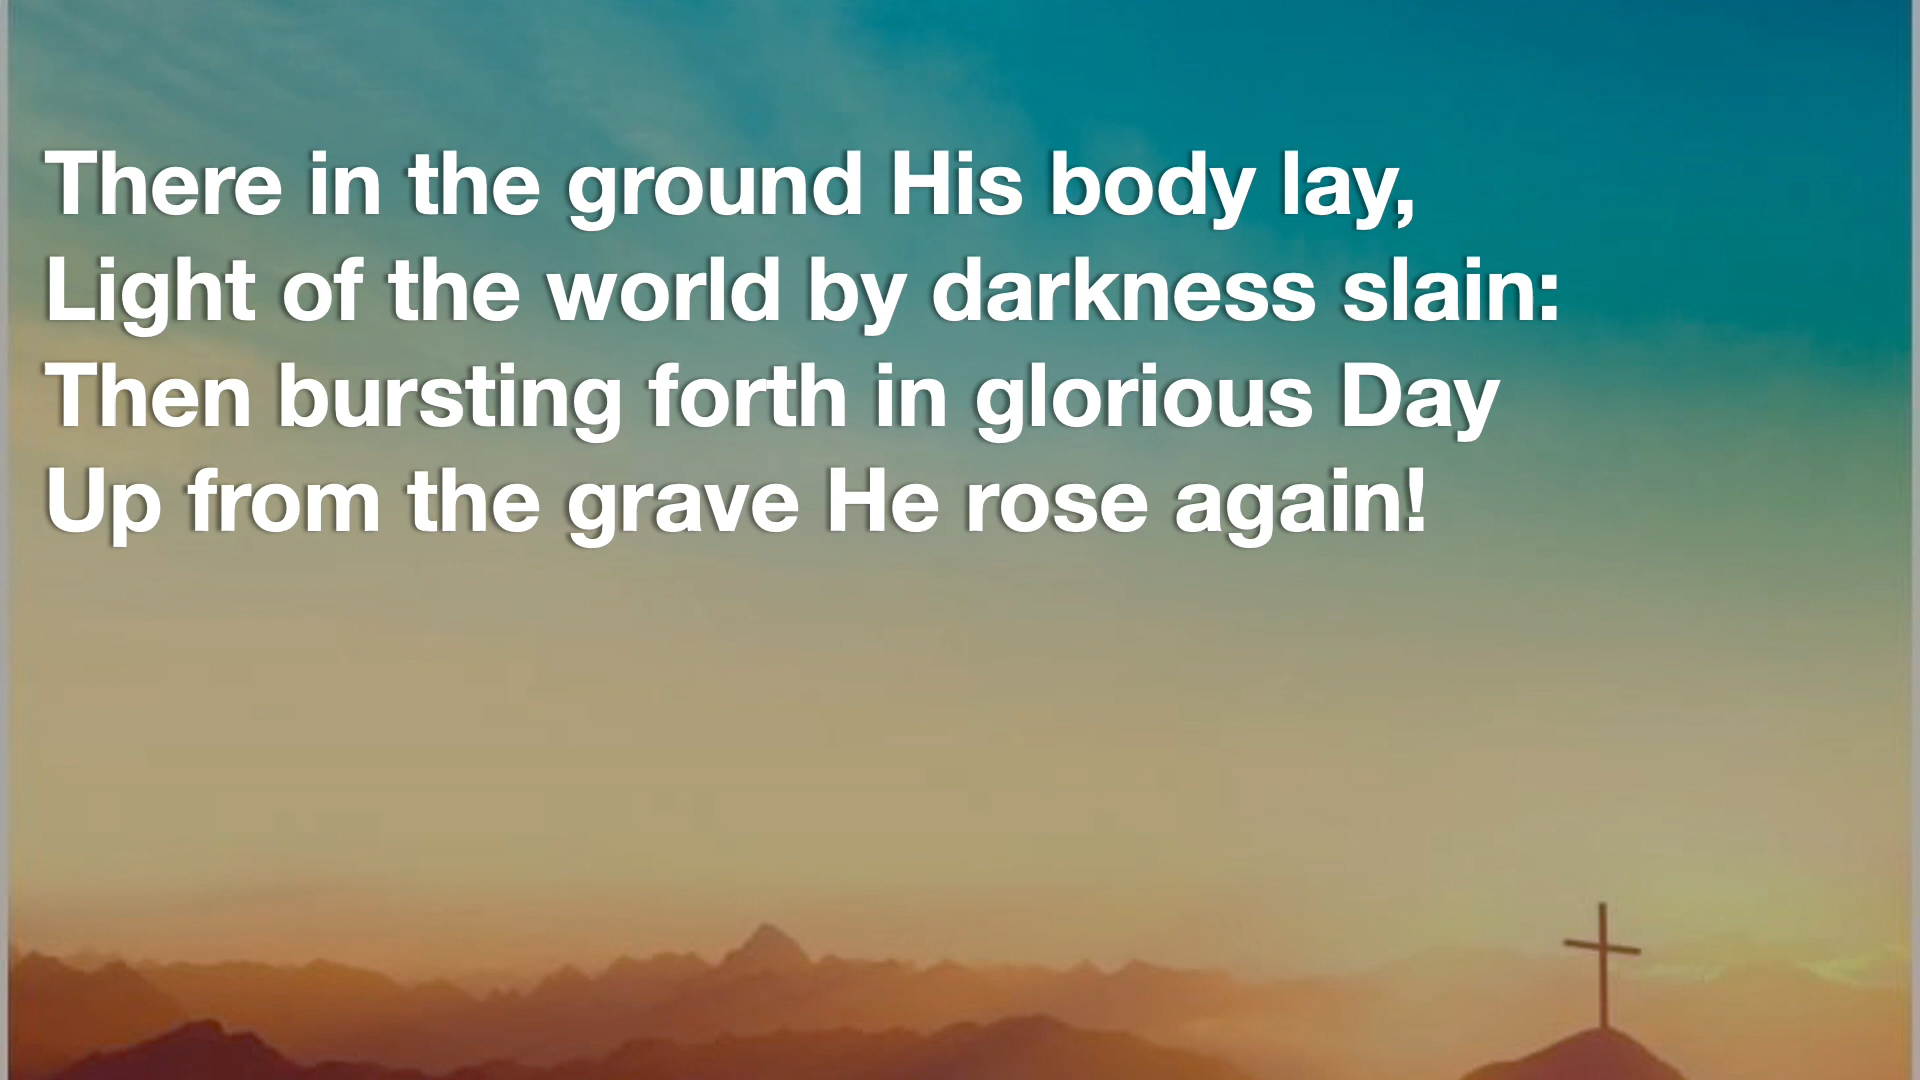 There in the ground His body lay,
Light of the world by darkness slain:
Then bursting forth in glorious Day
Up from the grave He rose again!